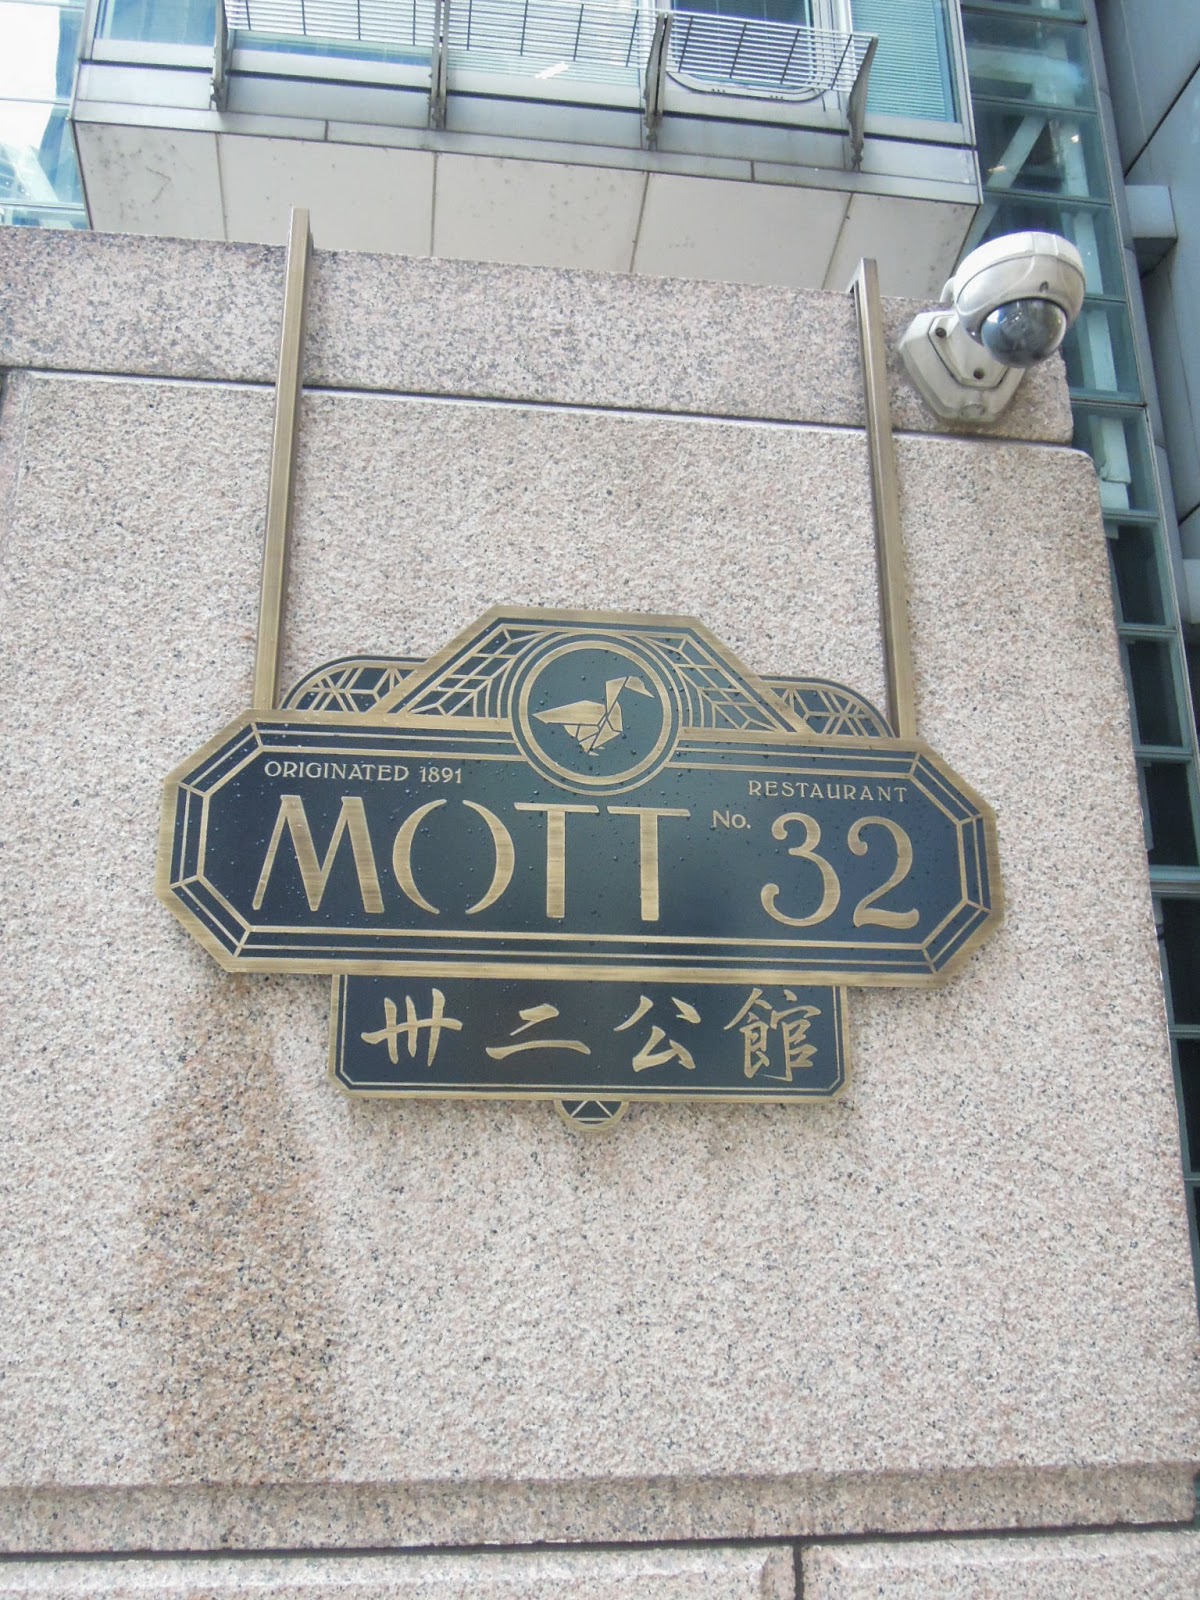 ORIGINATED 1891 RESTAURANT
MOTT No. 32
卅二公館